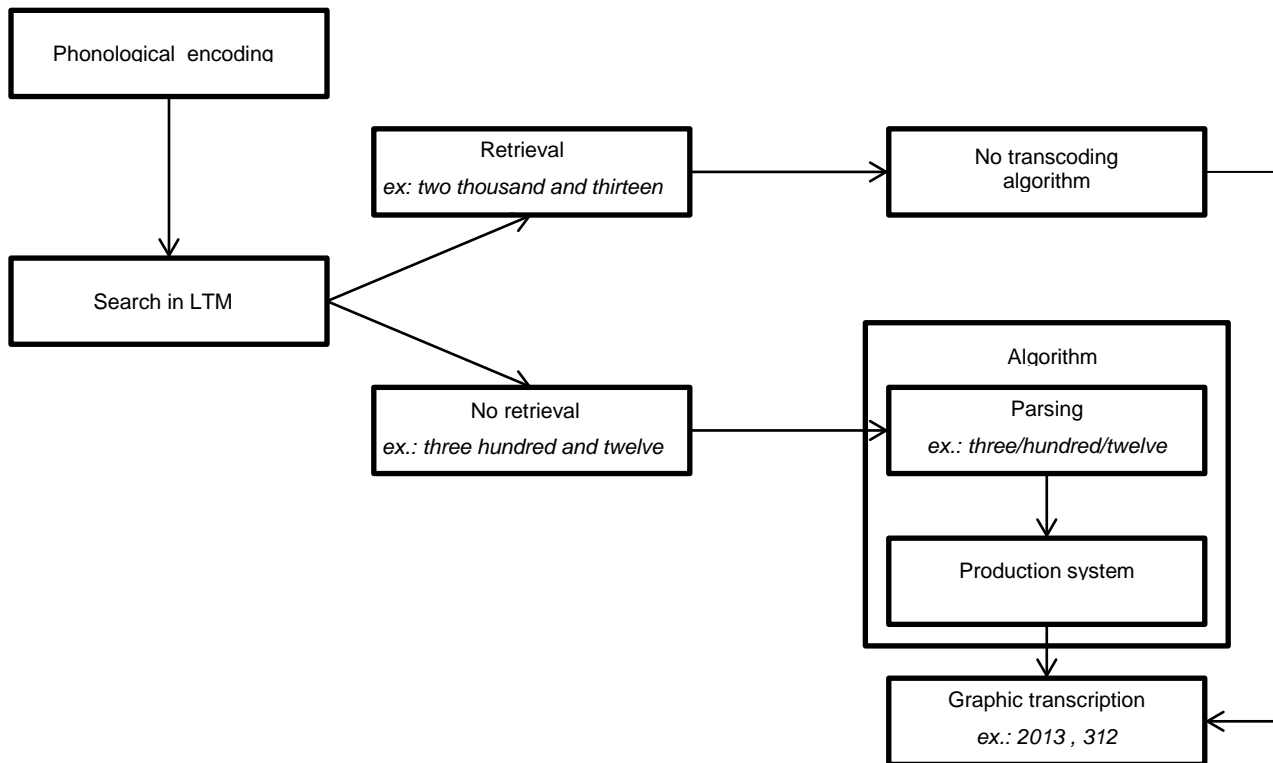 Phonological encoding
Retrieval
ex: two thousand and thirteen
No transcoding
algorithm
Search in LTM
Algorithm
No retrieval
ex.: three hundred and twelve
Parsing
ex.: three/hundred/twelve
Production system
Graphic transcription
ex.: 2013 , 312